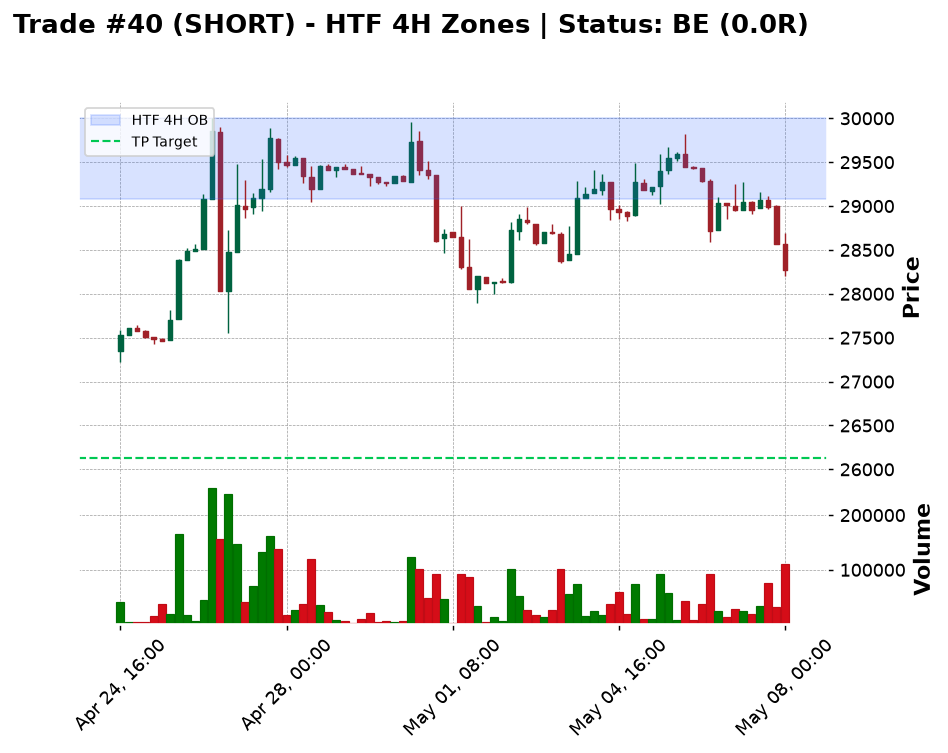 Trade #40 (SHORT) - HTF 4H Zones | Status: BE (0.0R)
HTF 4H OB
TP Target
30000
29500
29000
28500
28000
27500
27000
26500
26000
Price
200000
100000
Volume
Apr 24, 16:00
Apr 28, 00:00
May 01, 08:00
May 04, 16:00
May 08, 00:00